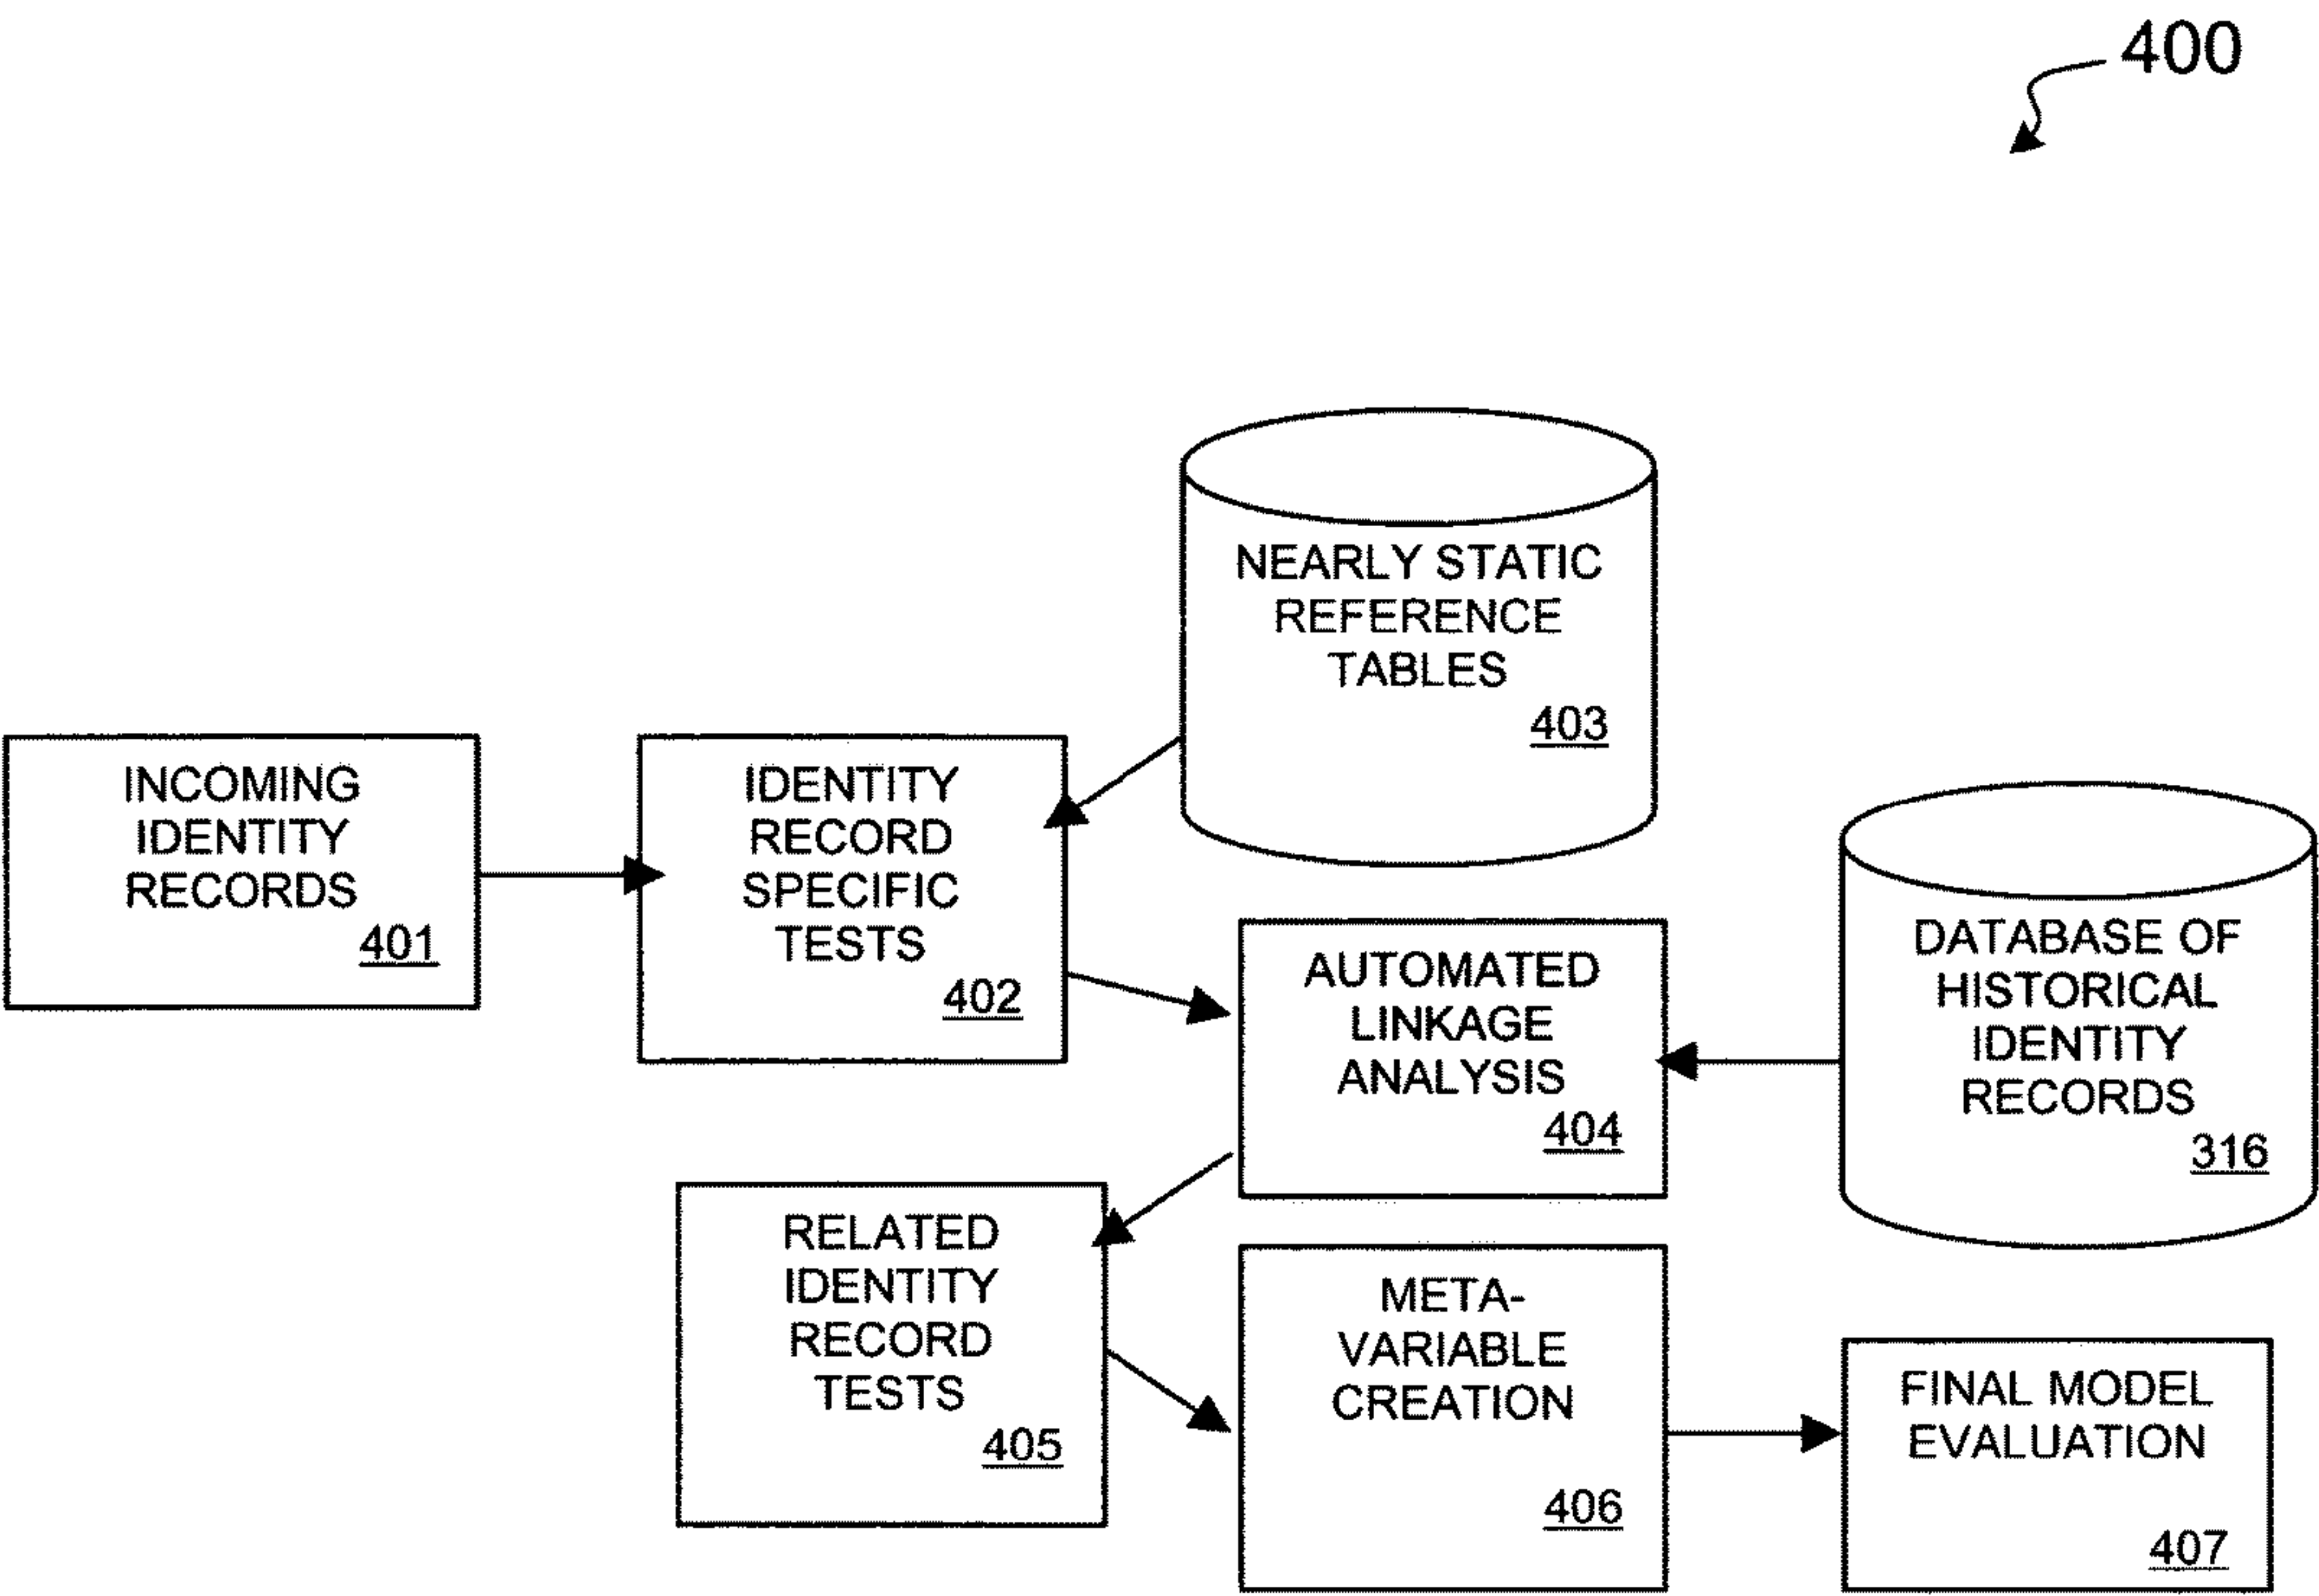 400
NEARLY STATIC
REFERENCE
TABLES
403
INCOMING
IDENTITY
RECORDS
401
IDENTITY
RECORD
SPECIFIC
TESTS
402
AUTOMATED
LINKAGE
ANALYSIS
404
DATABASE OF
HISTORICAL
IDENTITY
RECORDS
316
RELATED
IDENTITY
RECORD
TESTS
405
META-
VARIABLE
CREATION
406
FINAL MODEL
EVALUATION
407